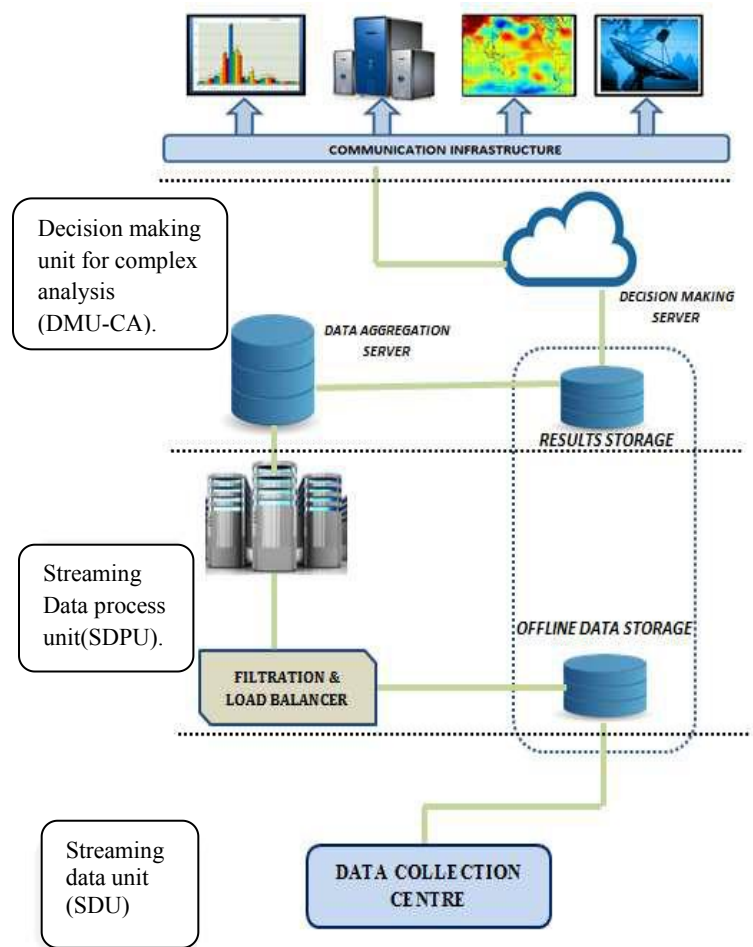 COMMUNICATION INFRASTRUCTURE
Decision making
unit for complex
analysis
(DMU-CA).
DECISION MAKING
SERVER
DATA AGGREGATION
SERVER
RESULTS STORAGE
Streaming
Data process
unit(SDPU).
OFFLINE DATA STORAGE
FILTRATION &
LOAD BALANCER
Streaming
data unit
(SDU)
DATA COLLECTION
CENTRE